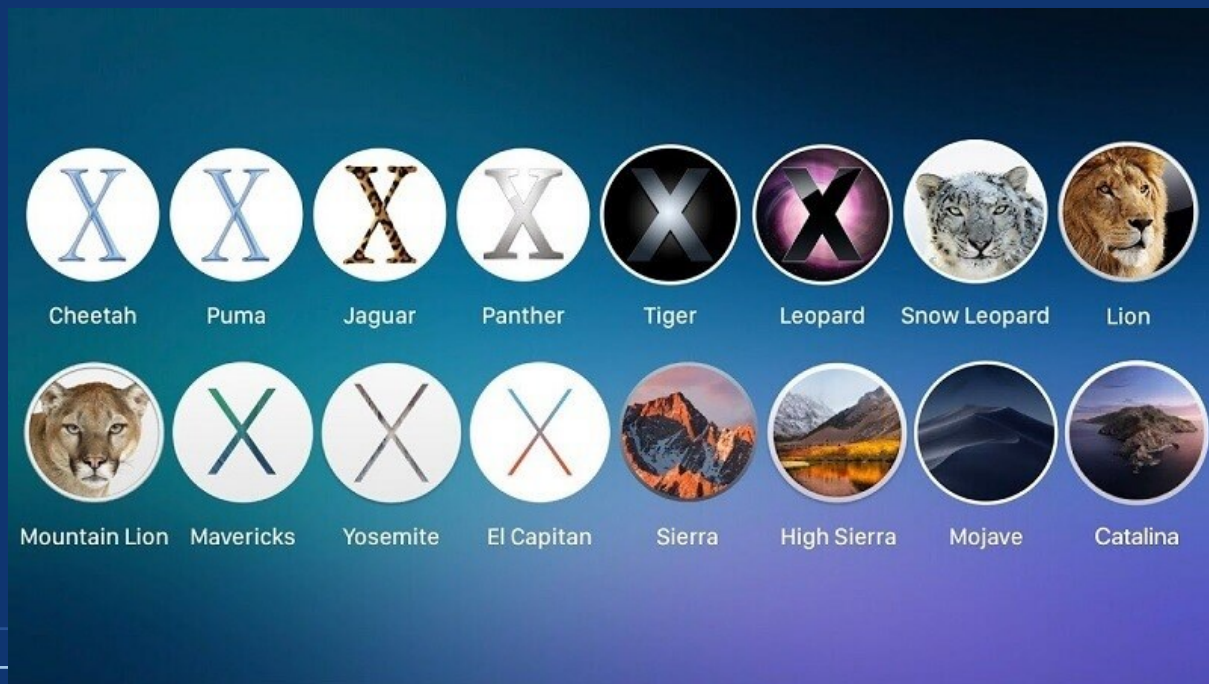 X X X X X X
Cheetah Puma Jaguar Panther Tiger Leopard Snow Leopard Lion
X X X
Mountain Lion Mavericks Yosemite El Capitan Sierra High Sierra Mojave Catalina